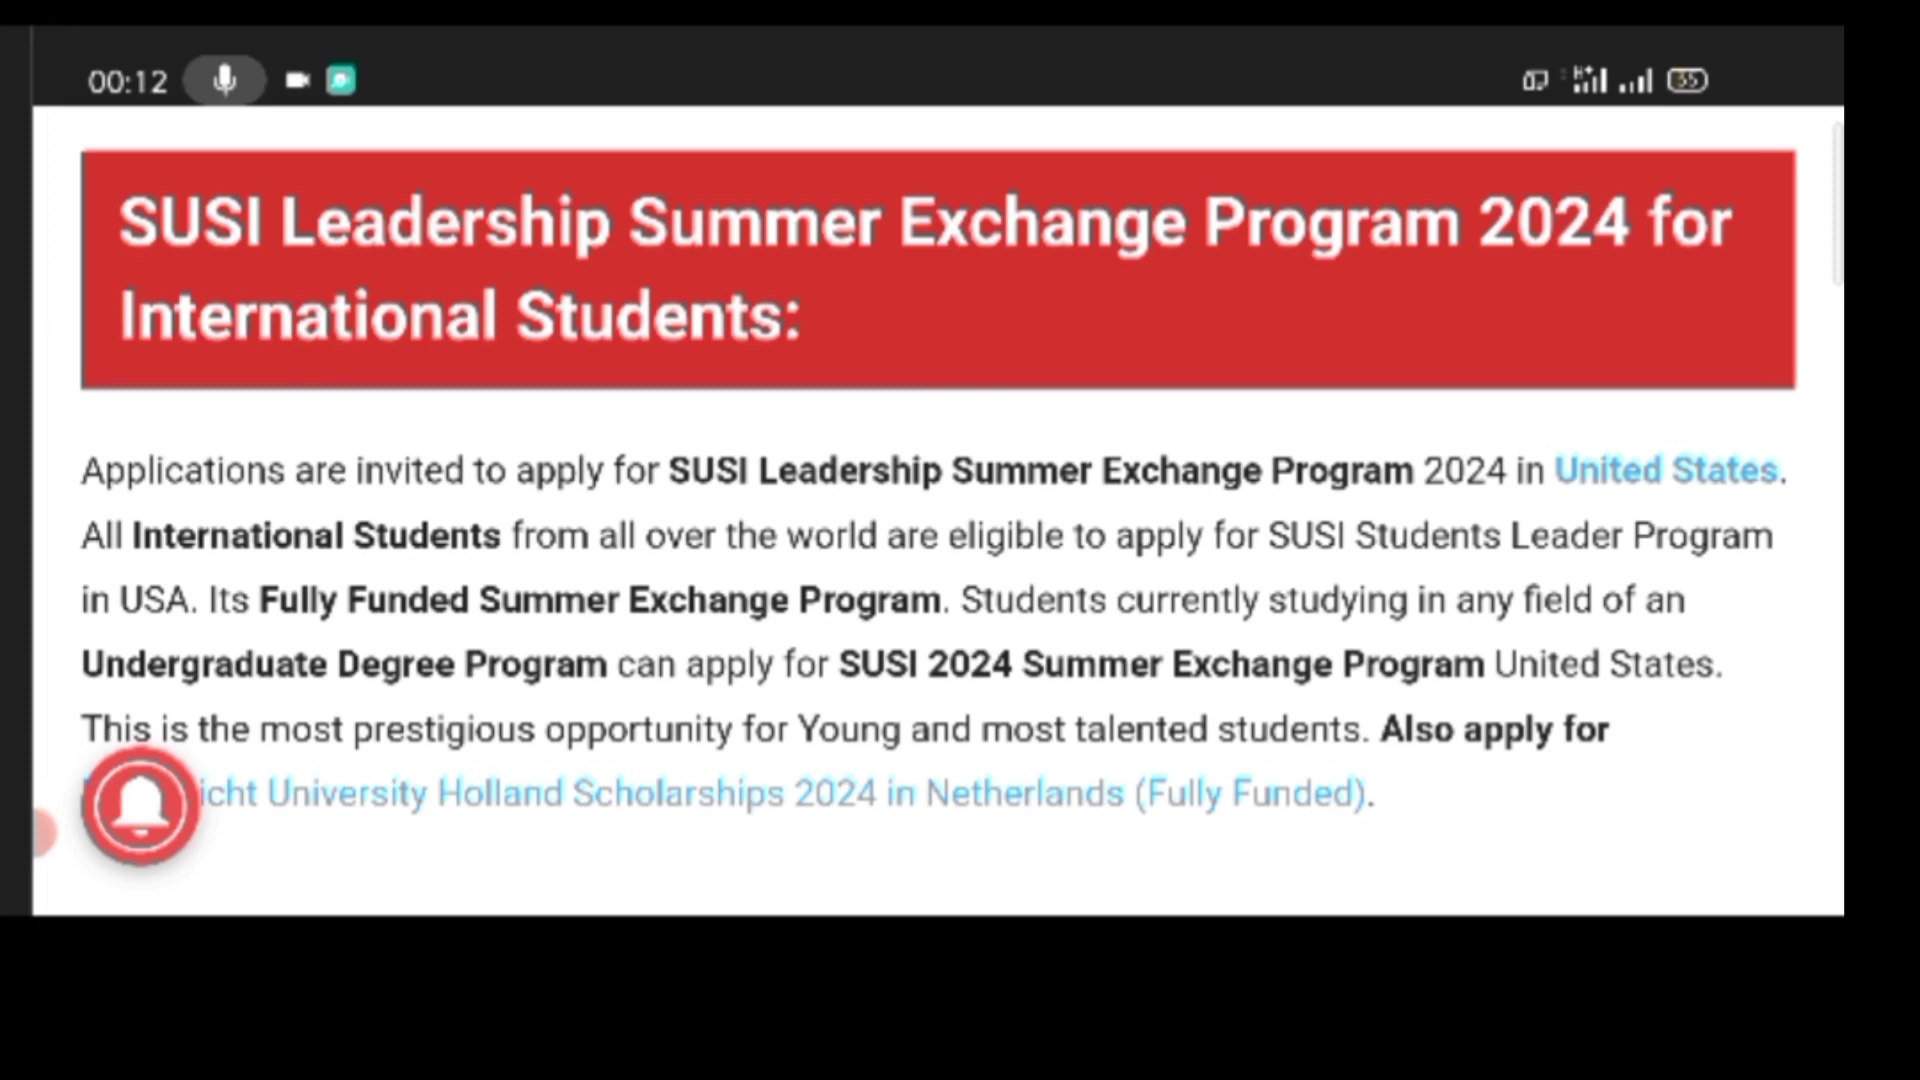 00:12
H+
55
SUSI Leadership Summer Exchange Program 2024 for
International Students:
Applications are invited to apply for SUSI Leadership Summer Exchange Program 2024 in United States.
All International Students from all over the world are eligible to apply for SUSI Students Leader Program
in USA. Its Fully Funded Summer Exchange Program. Students currently studying in any field of an
Undergraduate Degree Program can apply for SUSI 2024 Summer Exchange Program United States.
This is the most prestigious opportunity for Young and most talented students. Also apply for
icht University Holland Scholarships 2024 in Netherlands (Fully Funded).